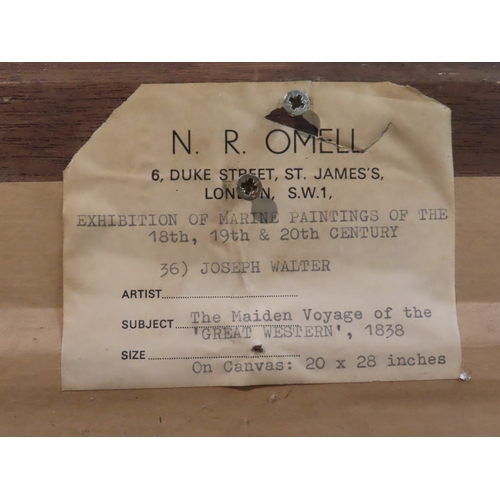 N. R. OMELL
6, DUKE STREET, ST. JAMES'S,
LONDON, S.W.1,
EXHIBITION OF MARINE PAINTINGS OF THE
18th, 19th & 20th CENTURY
36) JOSEPH WALTER
ARTIST
SUBJECT The Maiden Voyage of the
'GREAT WESTERN', 1838
SIZE
On Canvas: 20 x 28 inches